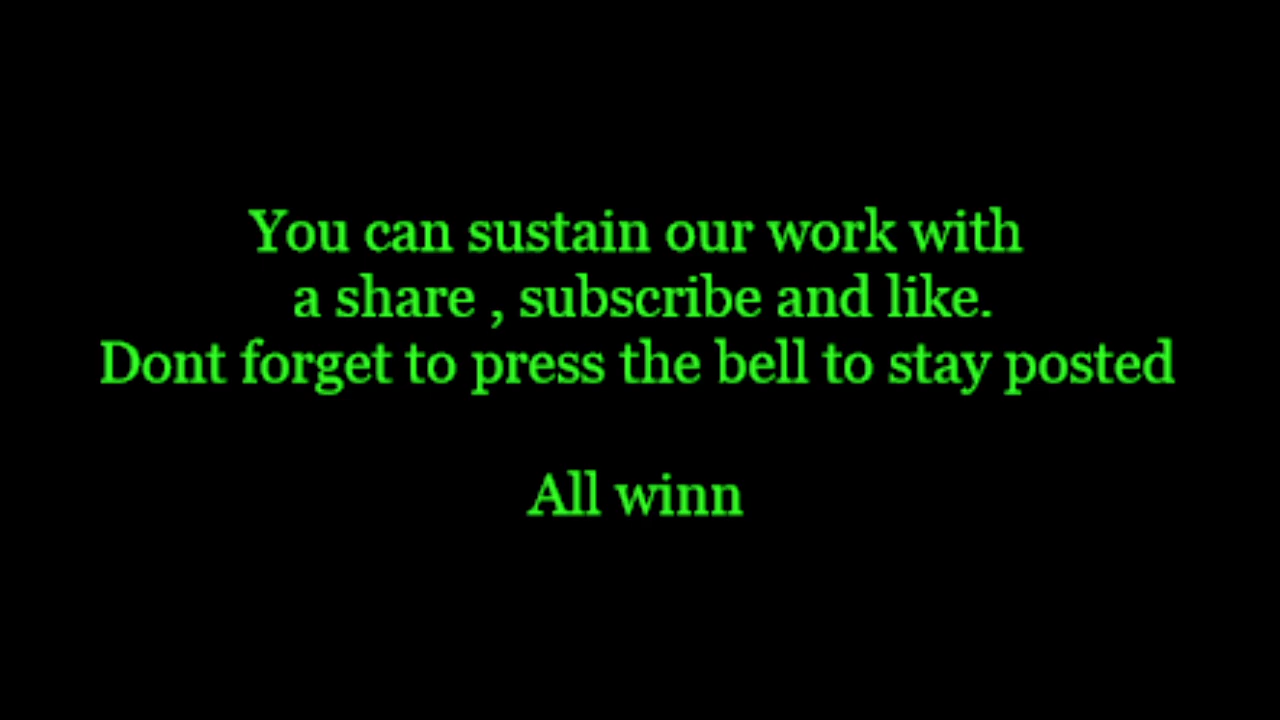 You can sustain our work with
a share , subscribe and like.
Dont forget to press the bell to stay posted
All winn